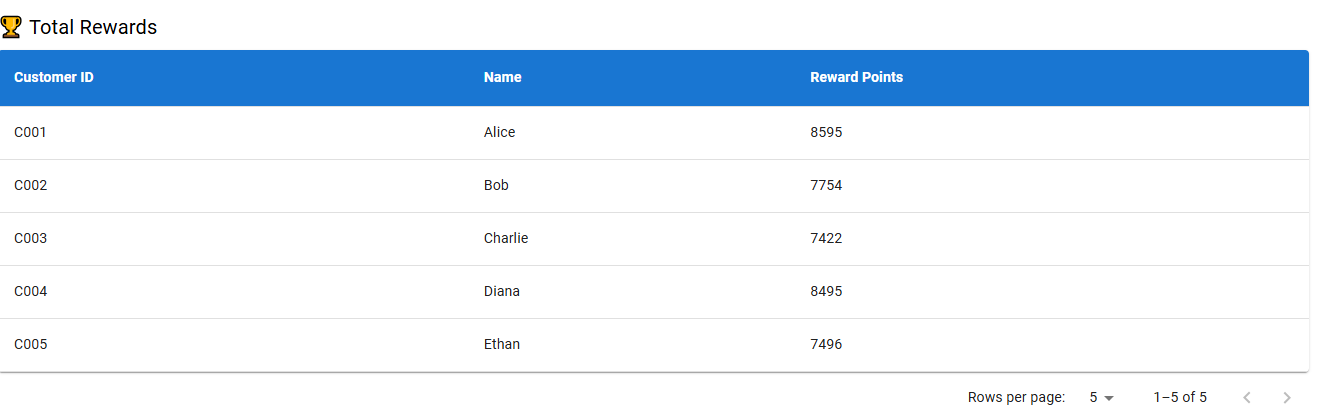 🏆 Total Rewards
Customer ID Name Reward Points
C001 Alice 8595
C002 Bob 7754
C003 Charlie 7422
C004 Diana 8495
C005 Ethan 7496
Rows per page: 5 1–5 of 5